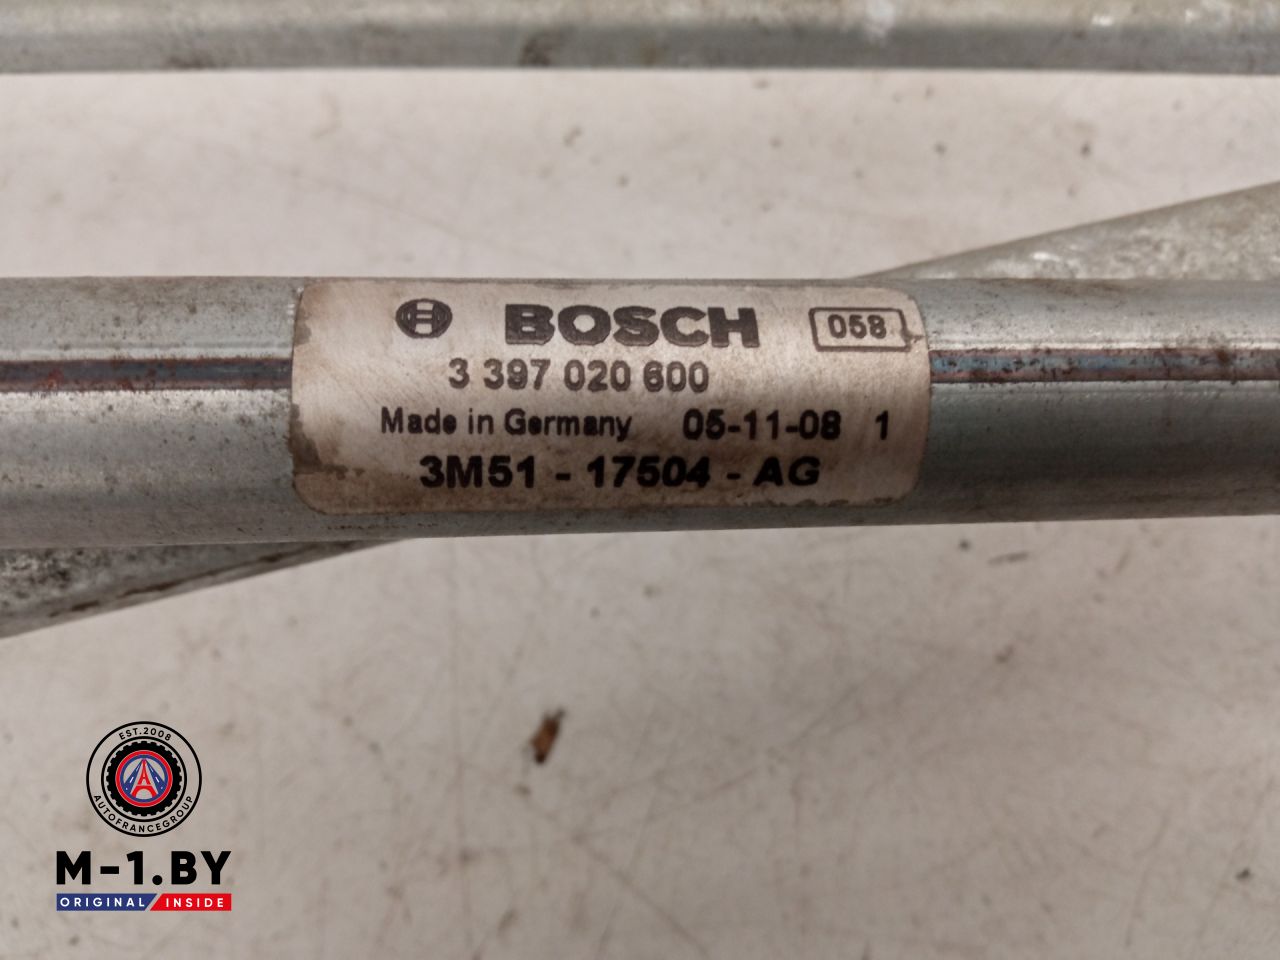 BOSCH 058
3 397 020 600
Made in Germany 05-11-08 1
3M51 - 17504 - AG
EST.2008
AUTOFRANCEGROUP
M-1.BY
ORIGINAL INSIDE